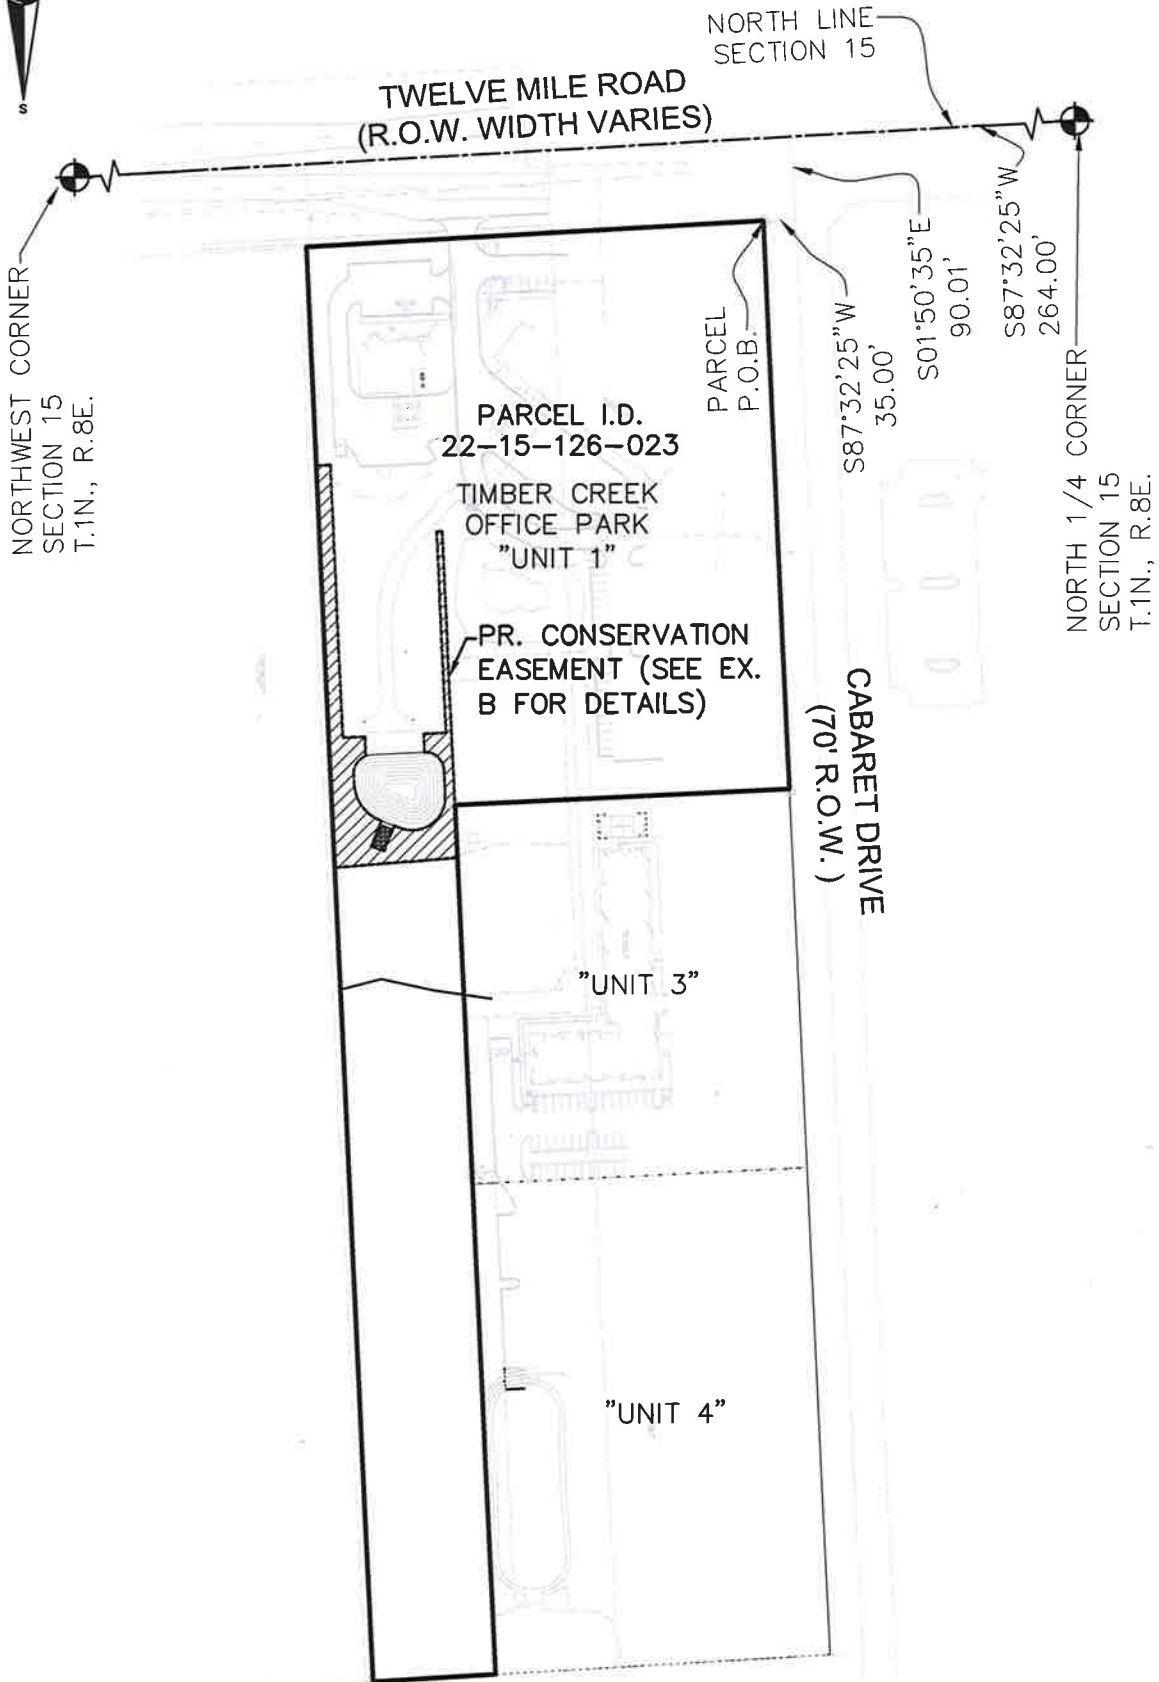 S
NORTH LINE
SECTION 15
TWELVE MILE ROAD
(R.O.W. WIDTH VARIES)
NORTHWEST CORNER
SECTION 15
T.1N., R.8E.
PARCEL
P.O.B.
S87°32'25"W
35.00'
S01°50'35"E
90.01'
S87°32'25"W
264.00'
NORTH 1/4 CORNER
SECTION 15
T.1N., R.8E.
PARCEL I.D.
22-15-126-023
TIMBER CREEK
OFFICE PARK
"UNIT 1"
PR. CONSERVATION
EASEMENT (SEE EX.
B FOR DETAILS)
CABARET DRIVE
(70' R.O.W. )
"UNIT 3"
"UNIT 4"